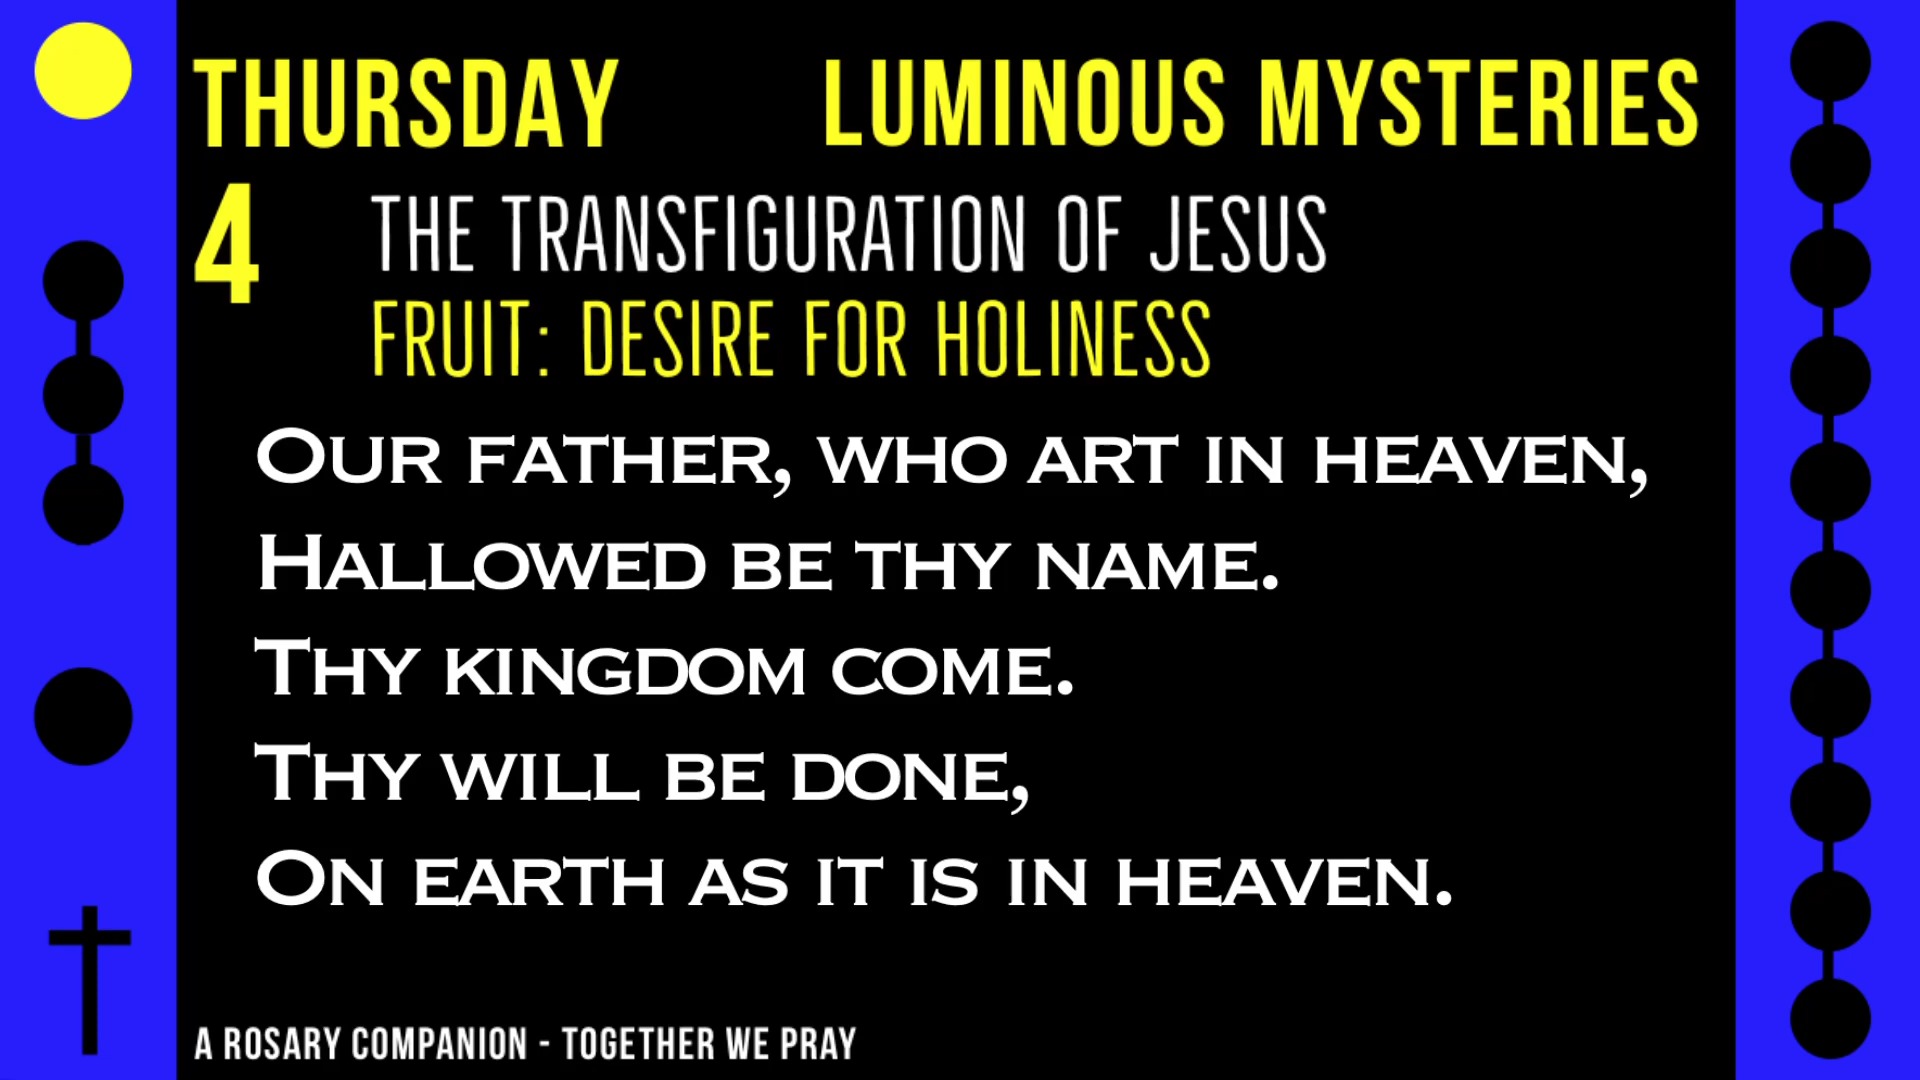 THURSDAY LUMINOUS MYSTERIES
4 THE TRANSFIGURATION OF JESUS
FRUIT: DESIRE FOR HOLINESS
OUR FATHER, WHO ART IN HEAVEN,
HALLOWED BE THY NAME.
THY KINGDOM COME.
THY WILL BE DONE,
ON EARTH AS IT IS IN HEAVEN.
A ROSARY COMPANION - TOGETHER WE PRAY